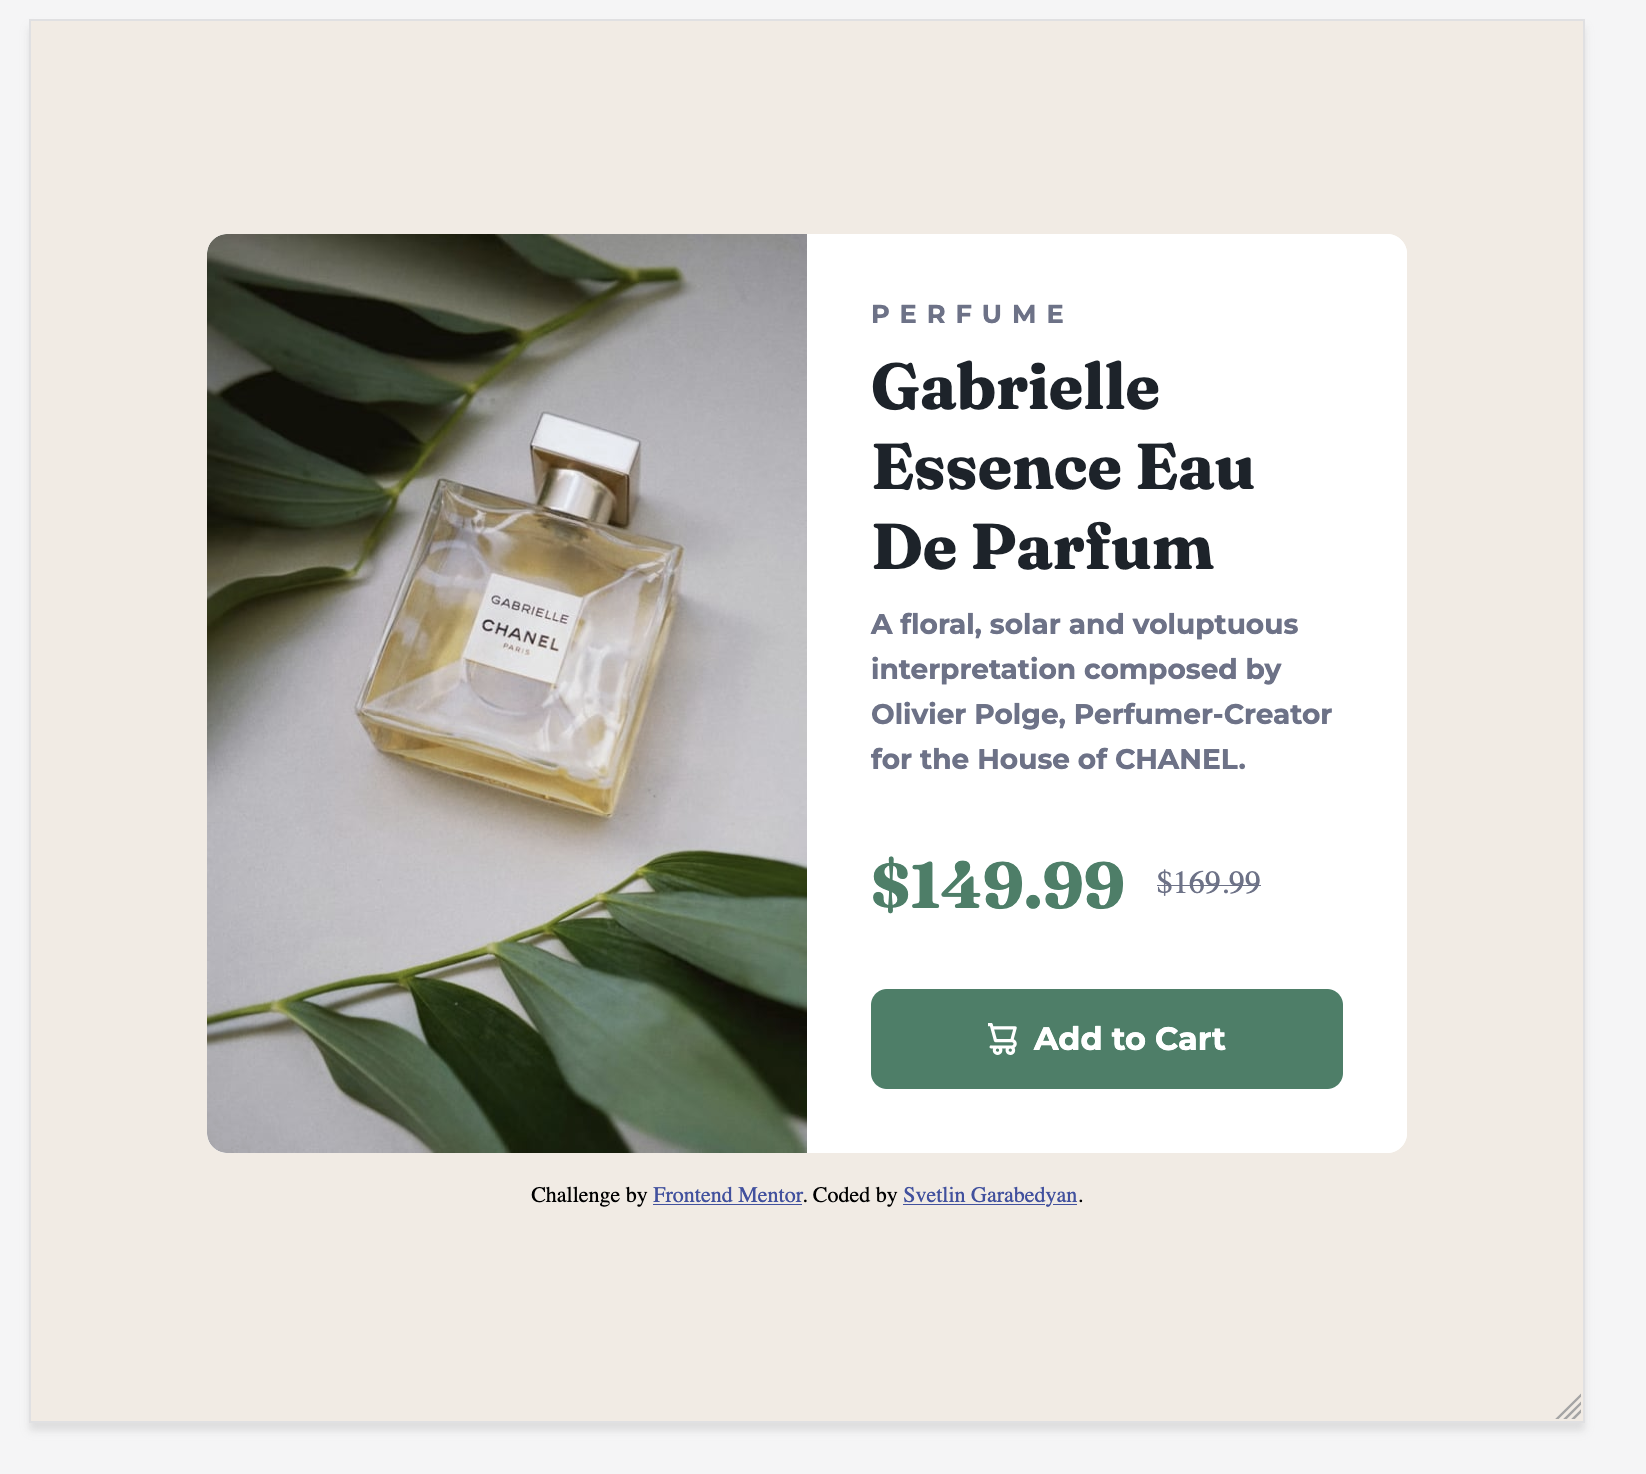 GABRIELLE
CHANEL
PARIS
PERFUME
Gabrielle
Essence Eau
De Parfum
A floral, solar and voluptuous
interpretation composed by
Olivier Polge, Perfumer-Creator
for the House of CHANEL.
$149.99 $169.99
Add to Cart
Challenge by Frontend Mentor. Coded by Svetlin Garabedyan.